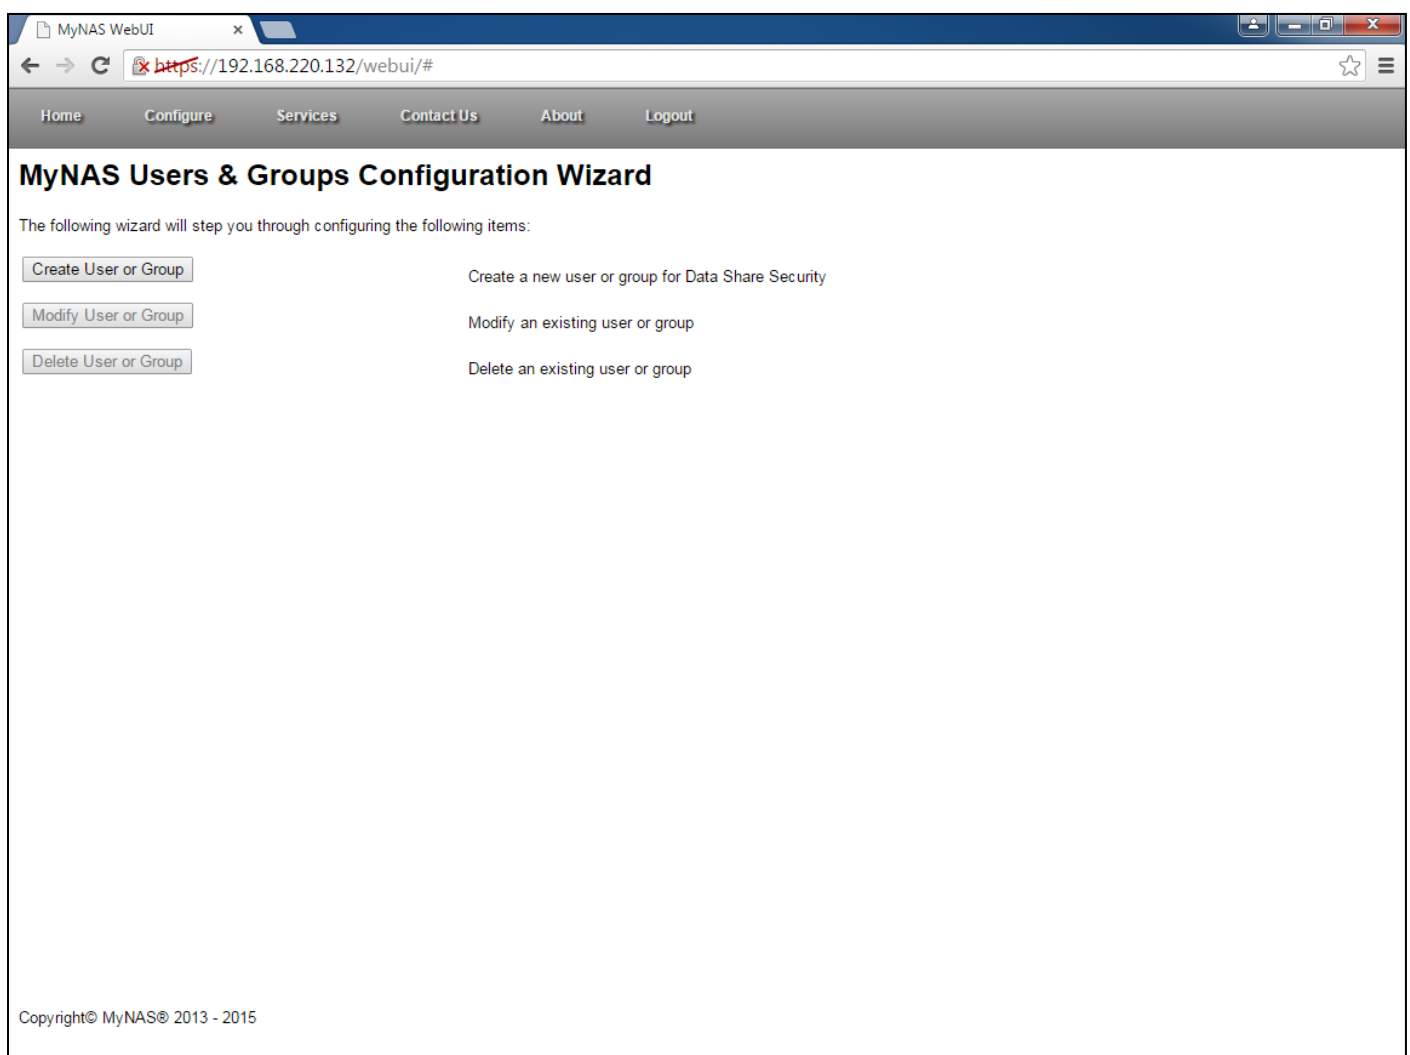 MyNAS WebUI
https://192.168.220.132/webui/#
Home Configure Services Contact Us About Logout
MyNAS Users & Groups Configuration Wizard
The following wizard will step you through configuring the following items:
Create User or Group Create a new user or group for Data Share Security
Modify User or Group Modify an existing user or group
Delete User or Group Delete an existing user or group
Copyright© MyNAS® 2013 - 2015